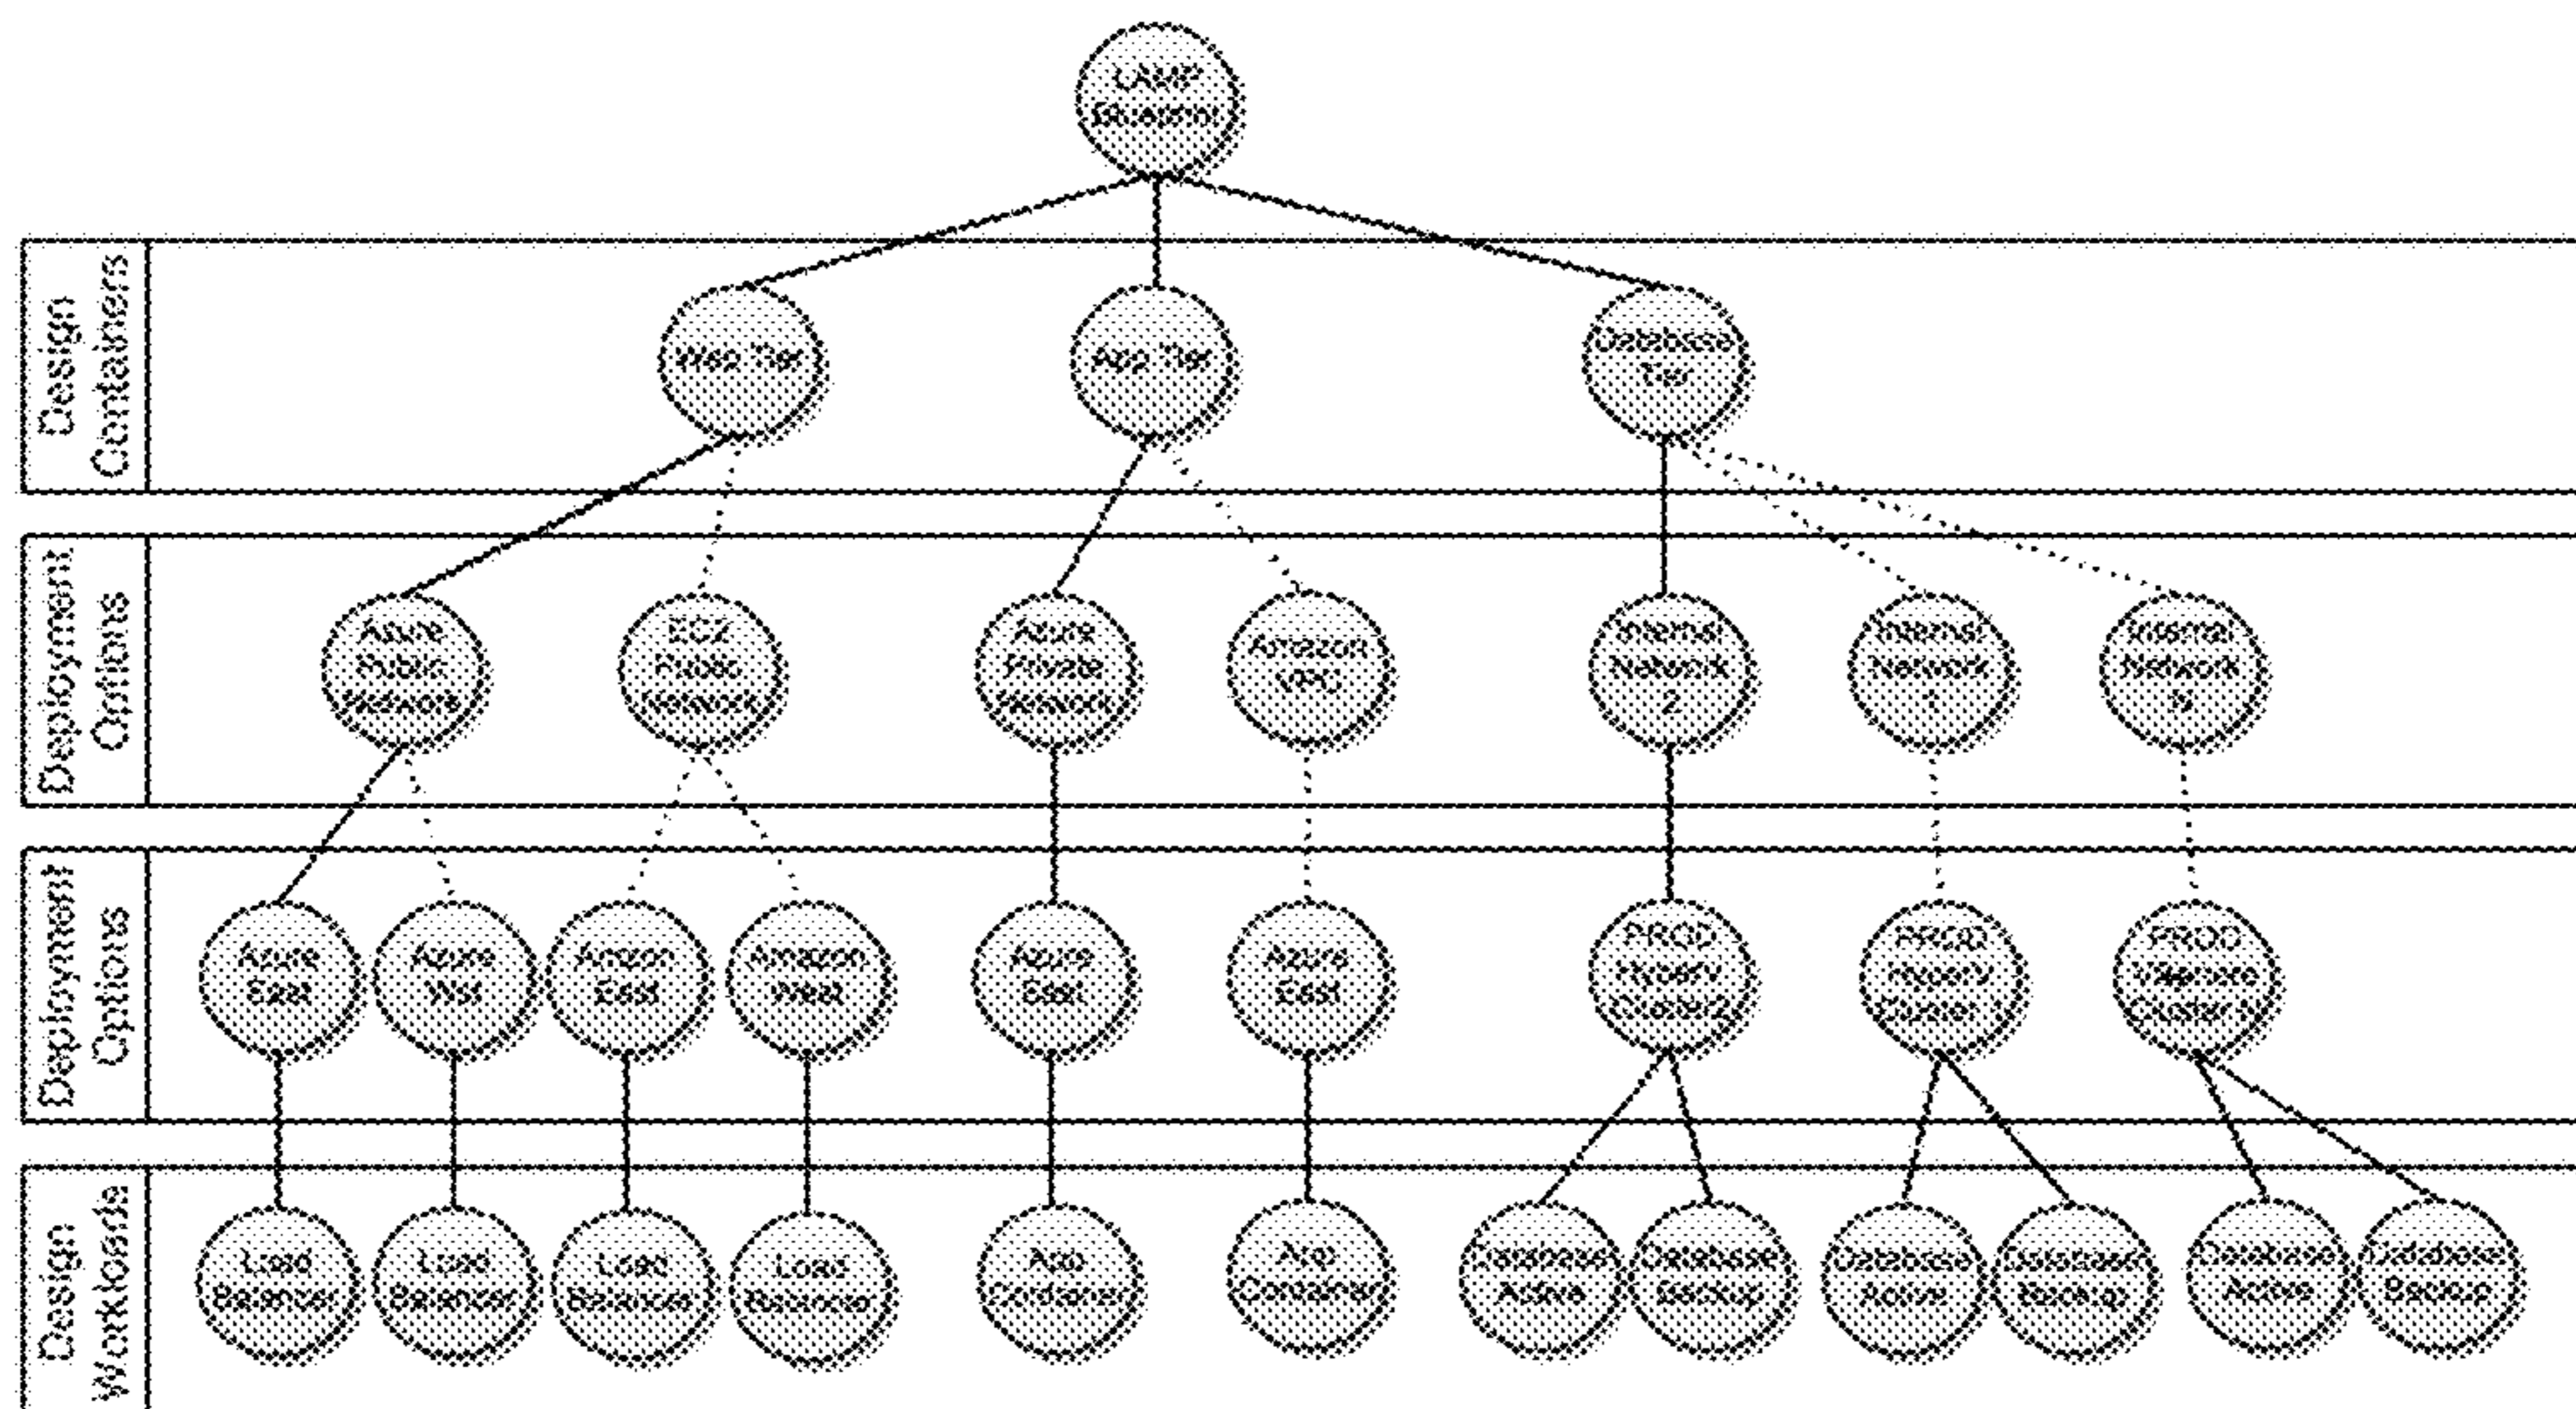 LAMP
Blueprint
Design
Containers
Web Tier
App Tier
Database
Tier
Deployment
Options
Azure
Public
Network
EC2
Public
Network
Azure
Private
Network
Amazon
VPC
Internal
Network
2
Internal
Network
1
Internal
Network
N
Deployment
Options
Azure
East
Azure
Wst
Amzon
East
Amazon
West
Azure
East
Azure
East
PROD
HyperV
Cluster2
PROD
HyperV
Cluster 1
PROD
VMware
Cluster N
Design
Workloads
Load
Balancer
Load
Balancer
Load
Balancer
Load
Balancer
App
Container
App
Container
Database
Active
Database
Backup
Database
Active
Database
Backup
Database
Active
Database
Backup